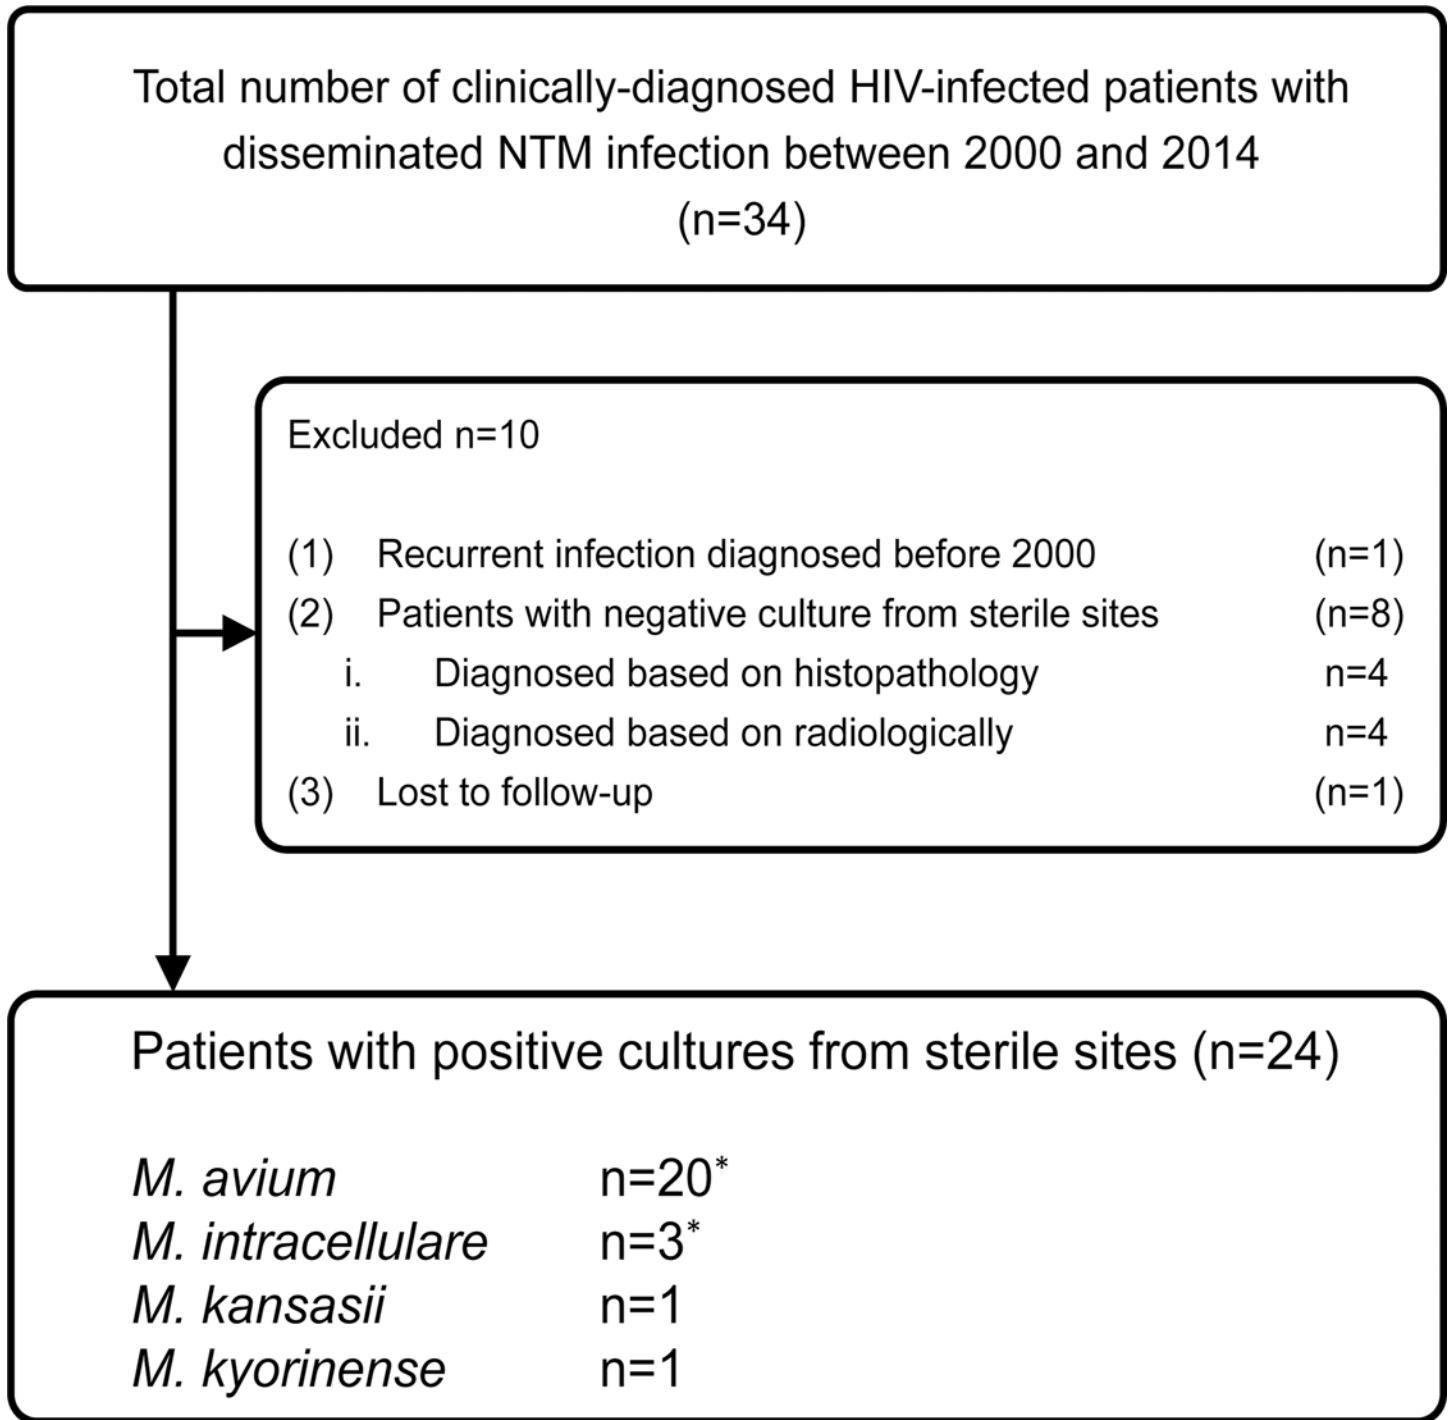 Total number of clinically-diagnosed HIV-infected patients with
disseminated NTM infection between 2000 and 2014
(n=34)
Excluded n=10
(1) Recurrent infection diagnosed before 2000 (n=1)
(2) Patients with negative culture from sterile sites (n=8)
i. Diagnosed based on histopathology n=4
ii. Diagnosed based on radiologically n=4
(3) Lost to follow-up (n=1)
Patients with positive cultures from sterile sites (n=24)
M. avium n=20*
M. intracellulare n=3*
M. kansasii n=1
M. kyorinense n=1